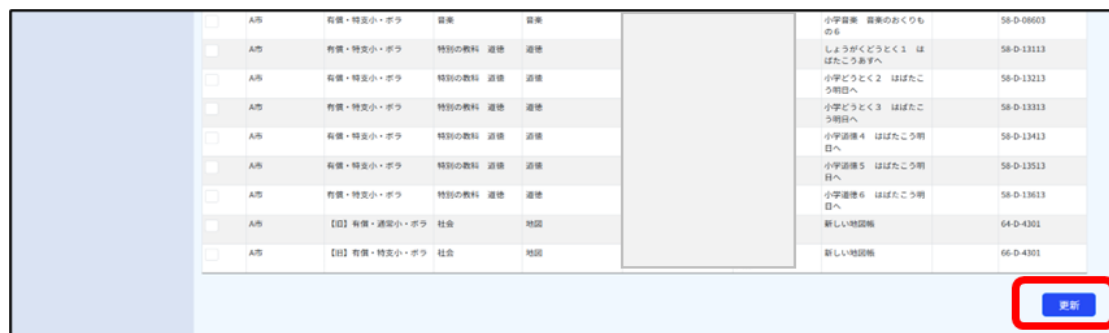 A市 有償・特支小・ボラ 音楽 音楽 小学音楽 音楽のおくりも 58-D-08603
の6
A市 有償・特支小・ボラ 特別の教科 道徳 道徳 しょうがくどうとく1 は 58-D-13113
ばたこうあすへ
A市 有償・特支小・ボラ 特別の教科 道徳 道徳 小学どうとく2 はばたこ 58-D-13213
う明日へ
A市 有償・特支小・ボラ 特別の教科 道徳 道徳 小学どうとく3 はばたこ 58-D-13313
う明日へ
A市 有償・特支小・ボラ 特別の教科 道徳 道徳 小学道徳4 はばたこう明 58-D-13413
日へ
A市 有償・特支小・ボラ 特別の教科 道徳 道徳 小学道徳5 はばたこう明 58-D-13513
日へ
A市 有償・特支小・ボラ 特別の教科 道徳 道徳 小学道徳6 はばたこう明 58-D-13613
日へ
A市 【旧】有償・通常小・ボラ 社会 地図 新しい地図帳 64-D-4301
A市 【旧】有償・特支小・ボラ 社会 地図 新しい地図帳 66-D-4301
更新